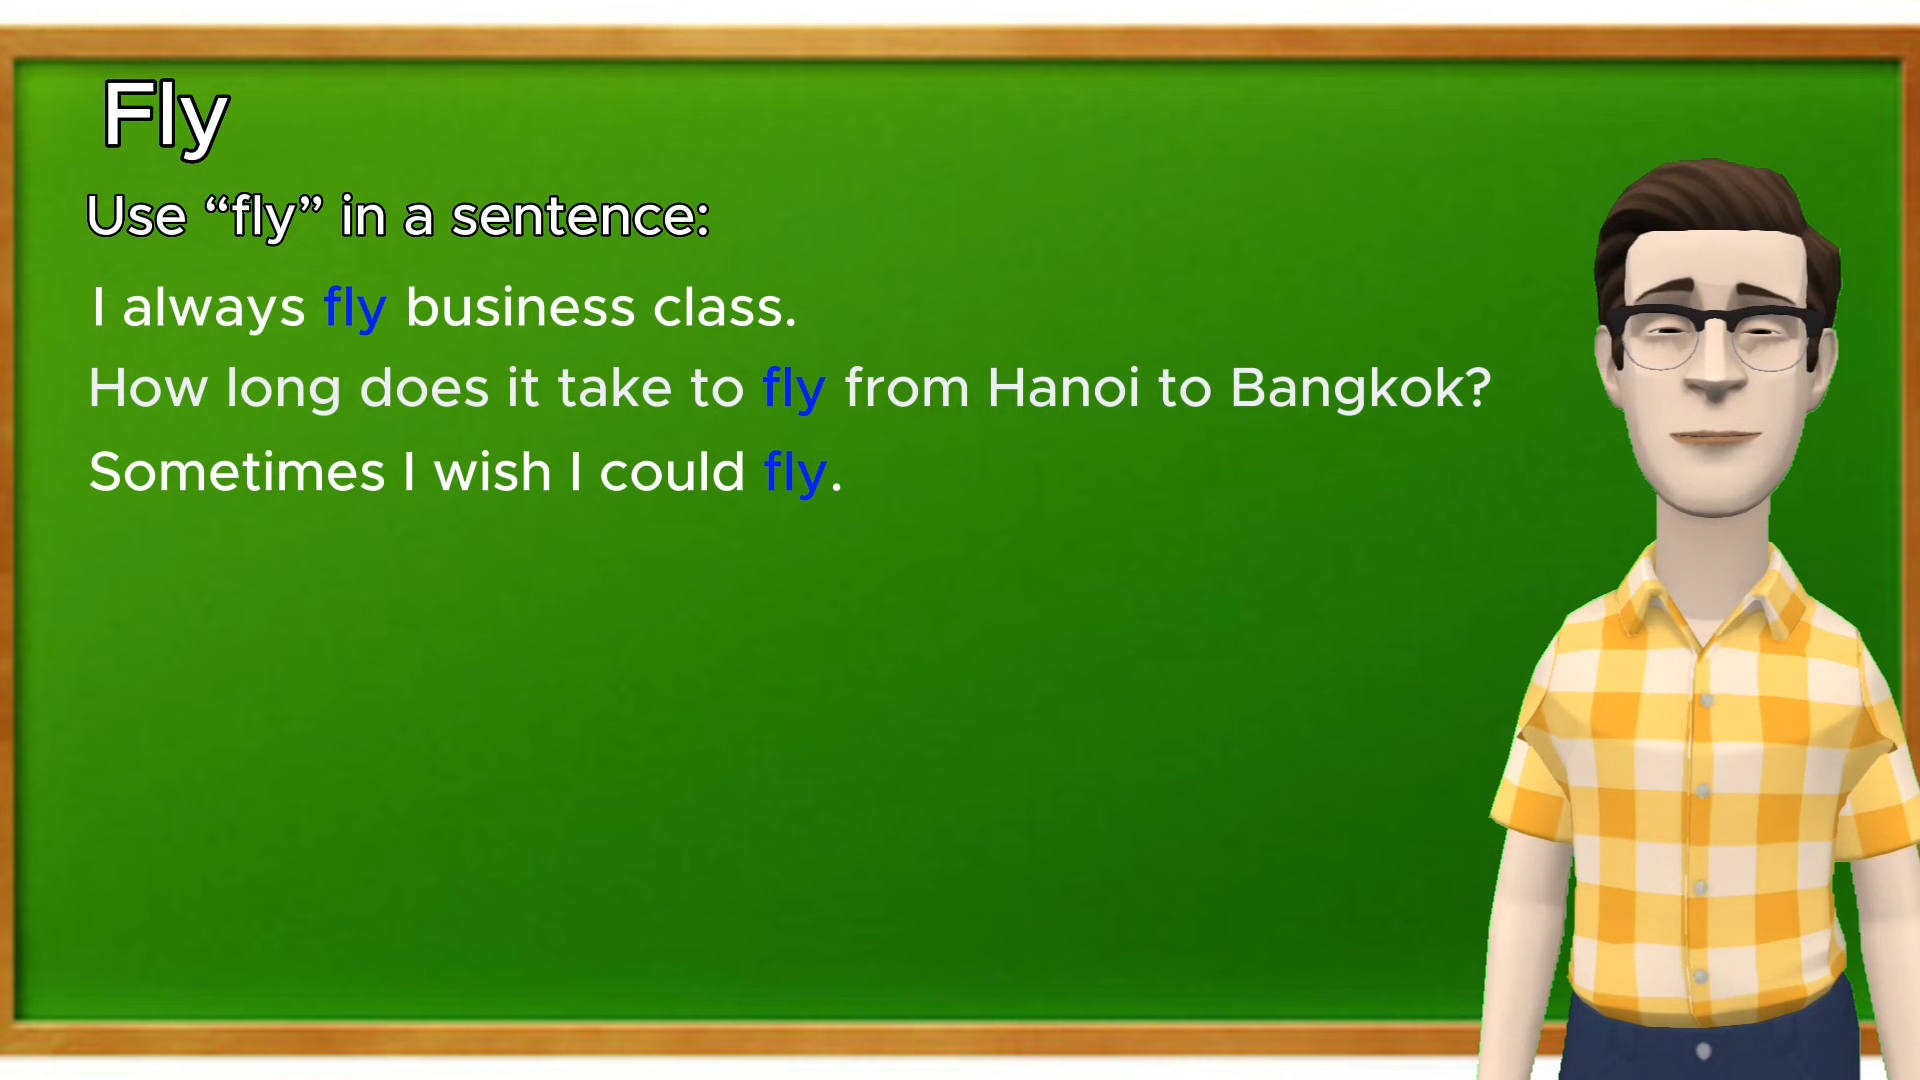 Fly
Use “fly” in a sentence:
I always fly business class.
How long does it take to fly from Hanoi to Bangkok?
Sometimes I wish I could fly.